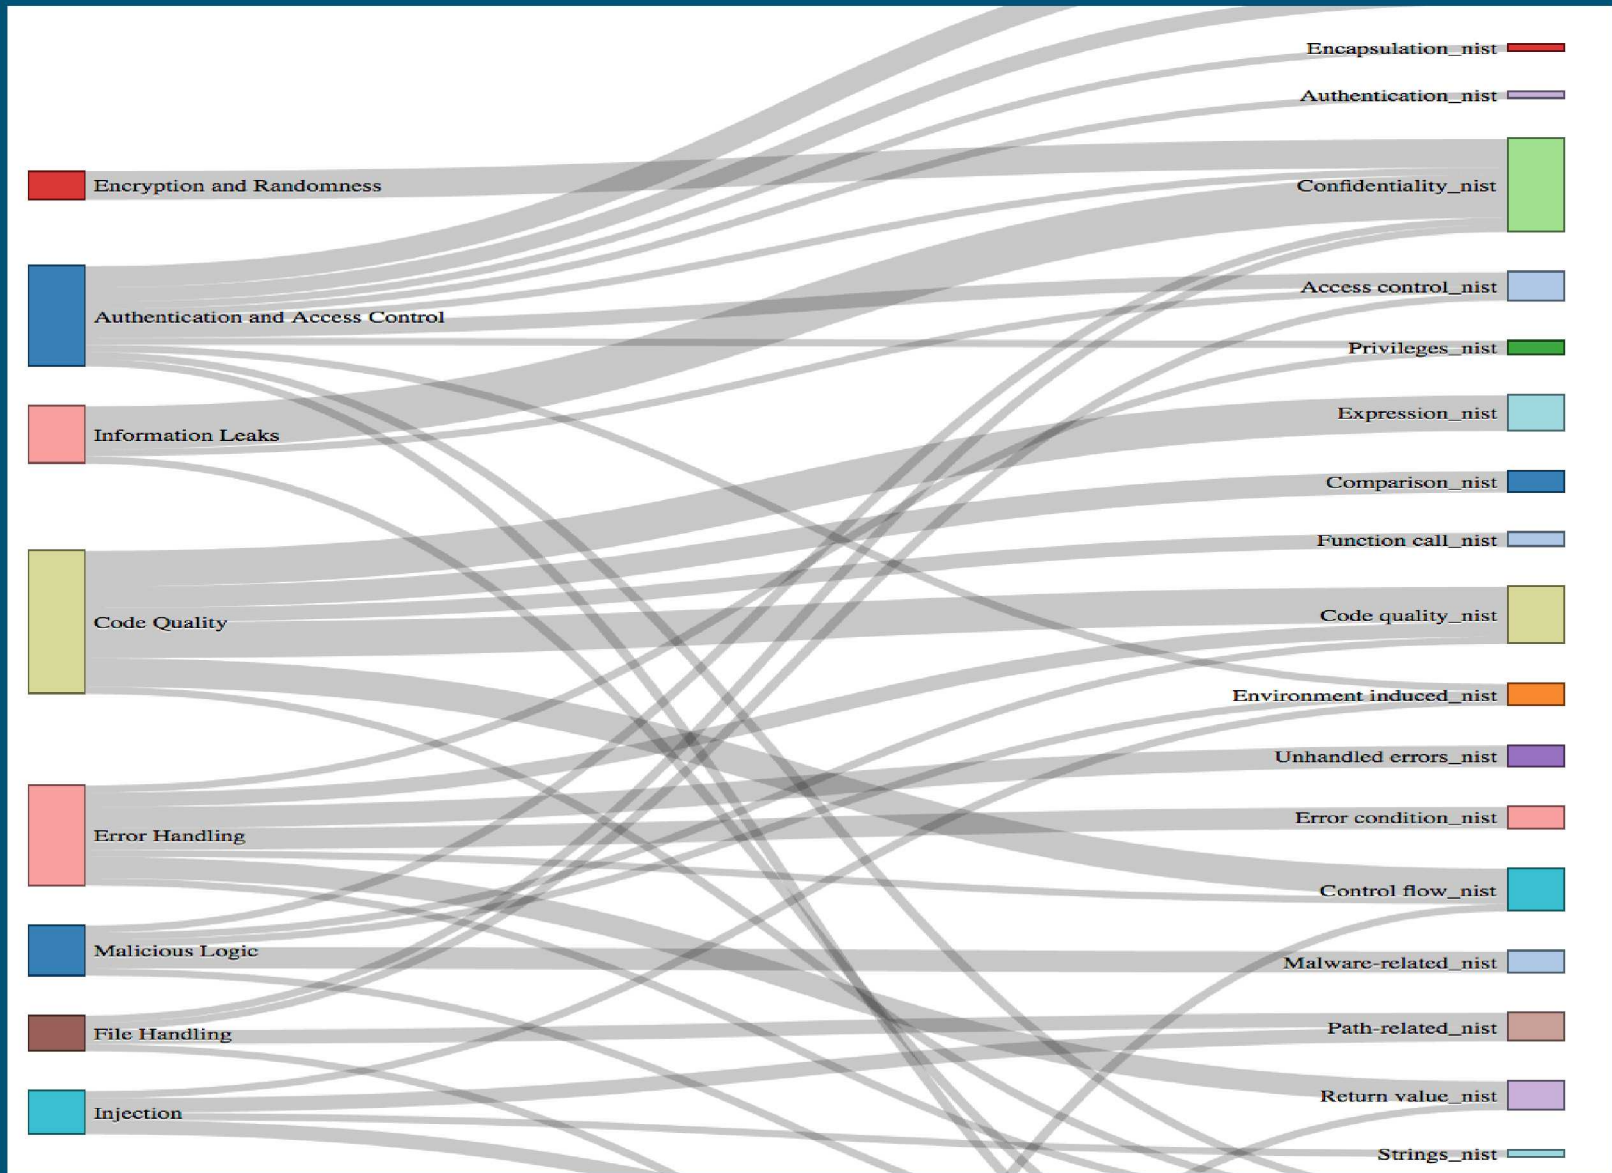 Encryption and Randomness
Authentication and Access Control
Information Leaks
Code Quality
Error Handling
Malicious Logic
File Handling
Injection
Encapsulation_nist
Authentication_nist
Confidentiality_nist
Access control_nist
Privileges_nist
Expression_nist
Comparison_nist
Function call_nist
Code quality_nist
Environment induced_nist
Unhandled errors_nist
Error condition_nist
Control flow_nist
Malware-related_nist
Path-related_nist
Return value_nist
Strings_nist